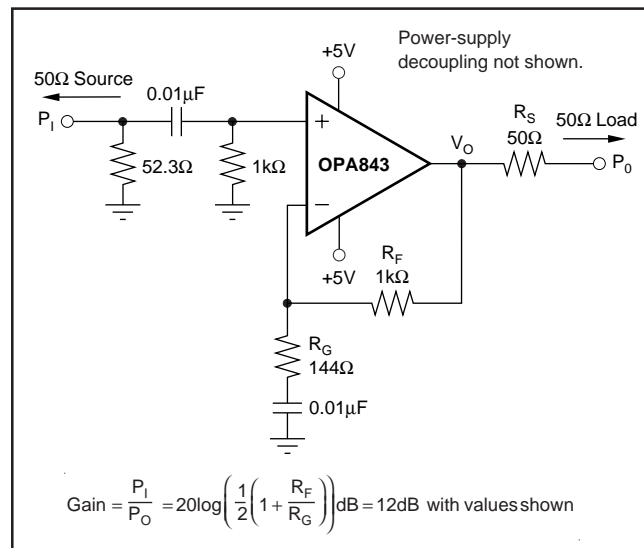 Power-supply
decoupling not shown.
+5V
50Ω Source
0.01µF
P_I
52.3Ω
1kΩ
+
OPA843
−
V_O
R_S
50Ω
50Ω Load
P_0
+5V
R_F
1kΩ
R_G
144Ω
0.01µF
Gain = P_I / P_O = 20log( 1/2 ( 1 + R_F / R_G ) ) dB = 12dB with values shown